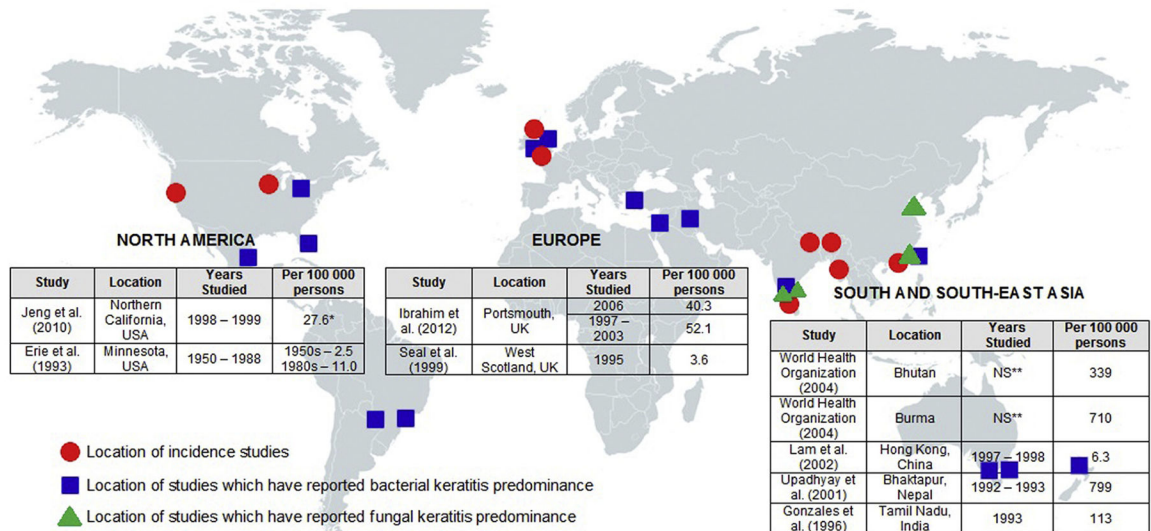 NORTH AMERICA
Study Location Years Studied Per 100 000 persons
Jeng et al. (2010) Northern California, USA 1998 – 1999 27.6*
Erie et al. (1993) Minnesota, USA 1950 – 1988 1950s – 2.5 1980s – 11.0
EUROPE
Study Location Years Studied Per 100 000 persons
Ibrahim et al. (2012) Portsmouth, UK 2006 40.3
1997 – 2003 52.1
Seal et al. (1999) West Scotland, UK 1995 3.6
SOUTH AND SOUTH-EAST ASIA
Study Location Years Studied Per 100 000 persons
World Health Organization (2004) Bhutan NS** 339
World Health Organization (2004) Burma NS** 710
Lam et al. (2002) Hong Kong, China 1997 – 1998 6.3
Upadhyay et al. (2001) Bhaktapur, Nepal 1992 – 1993 799
Gonzales et al. (1996) Tamil Nadu, India 1993 113
Location of incidence studies
Location of studies which have reported bacterial keratitis predominance
Location of studies which have reported fungal keratitis predominance